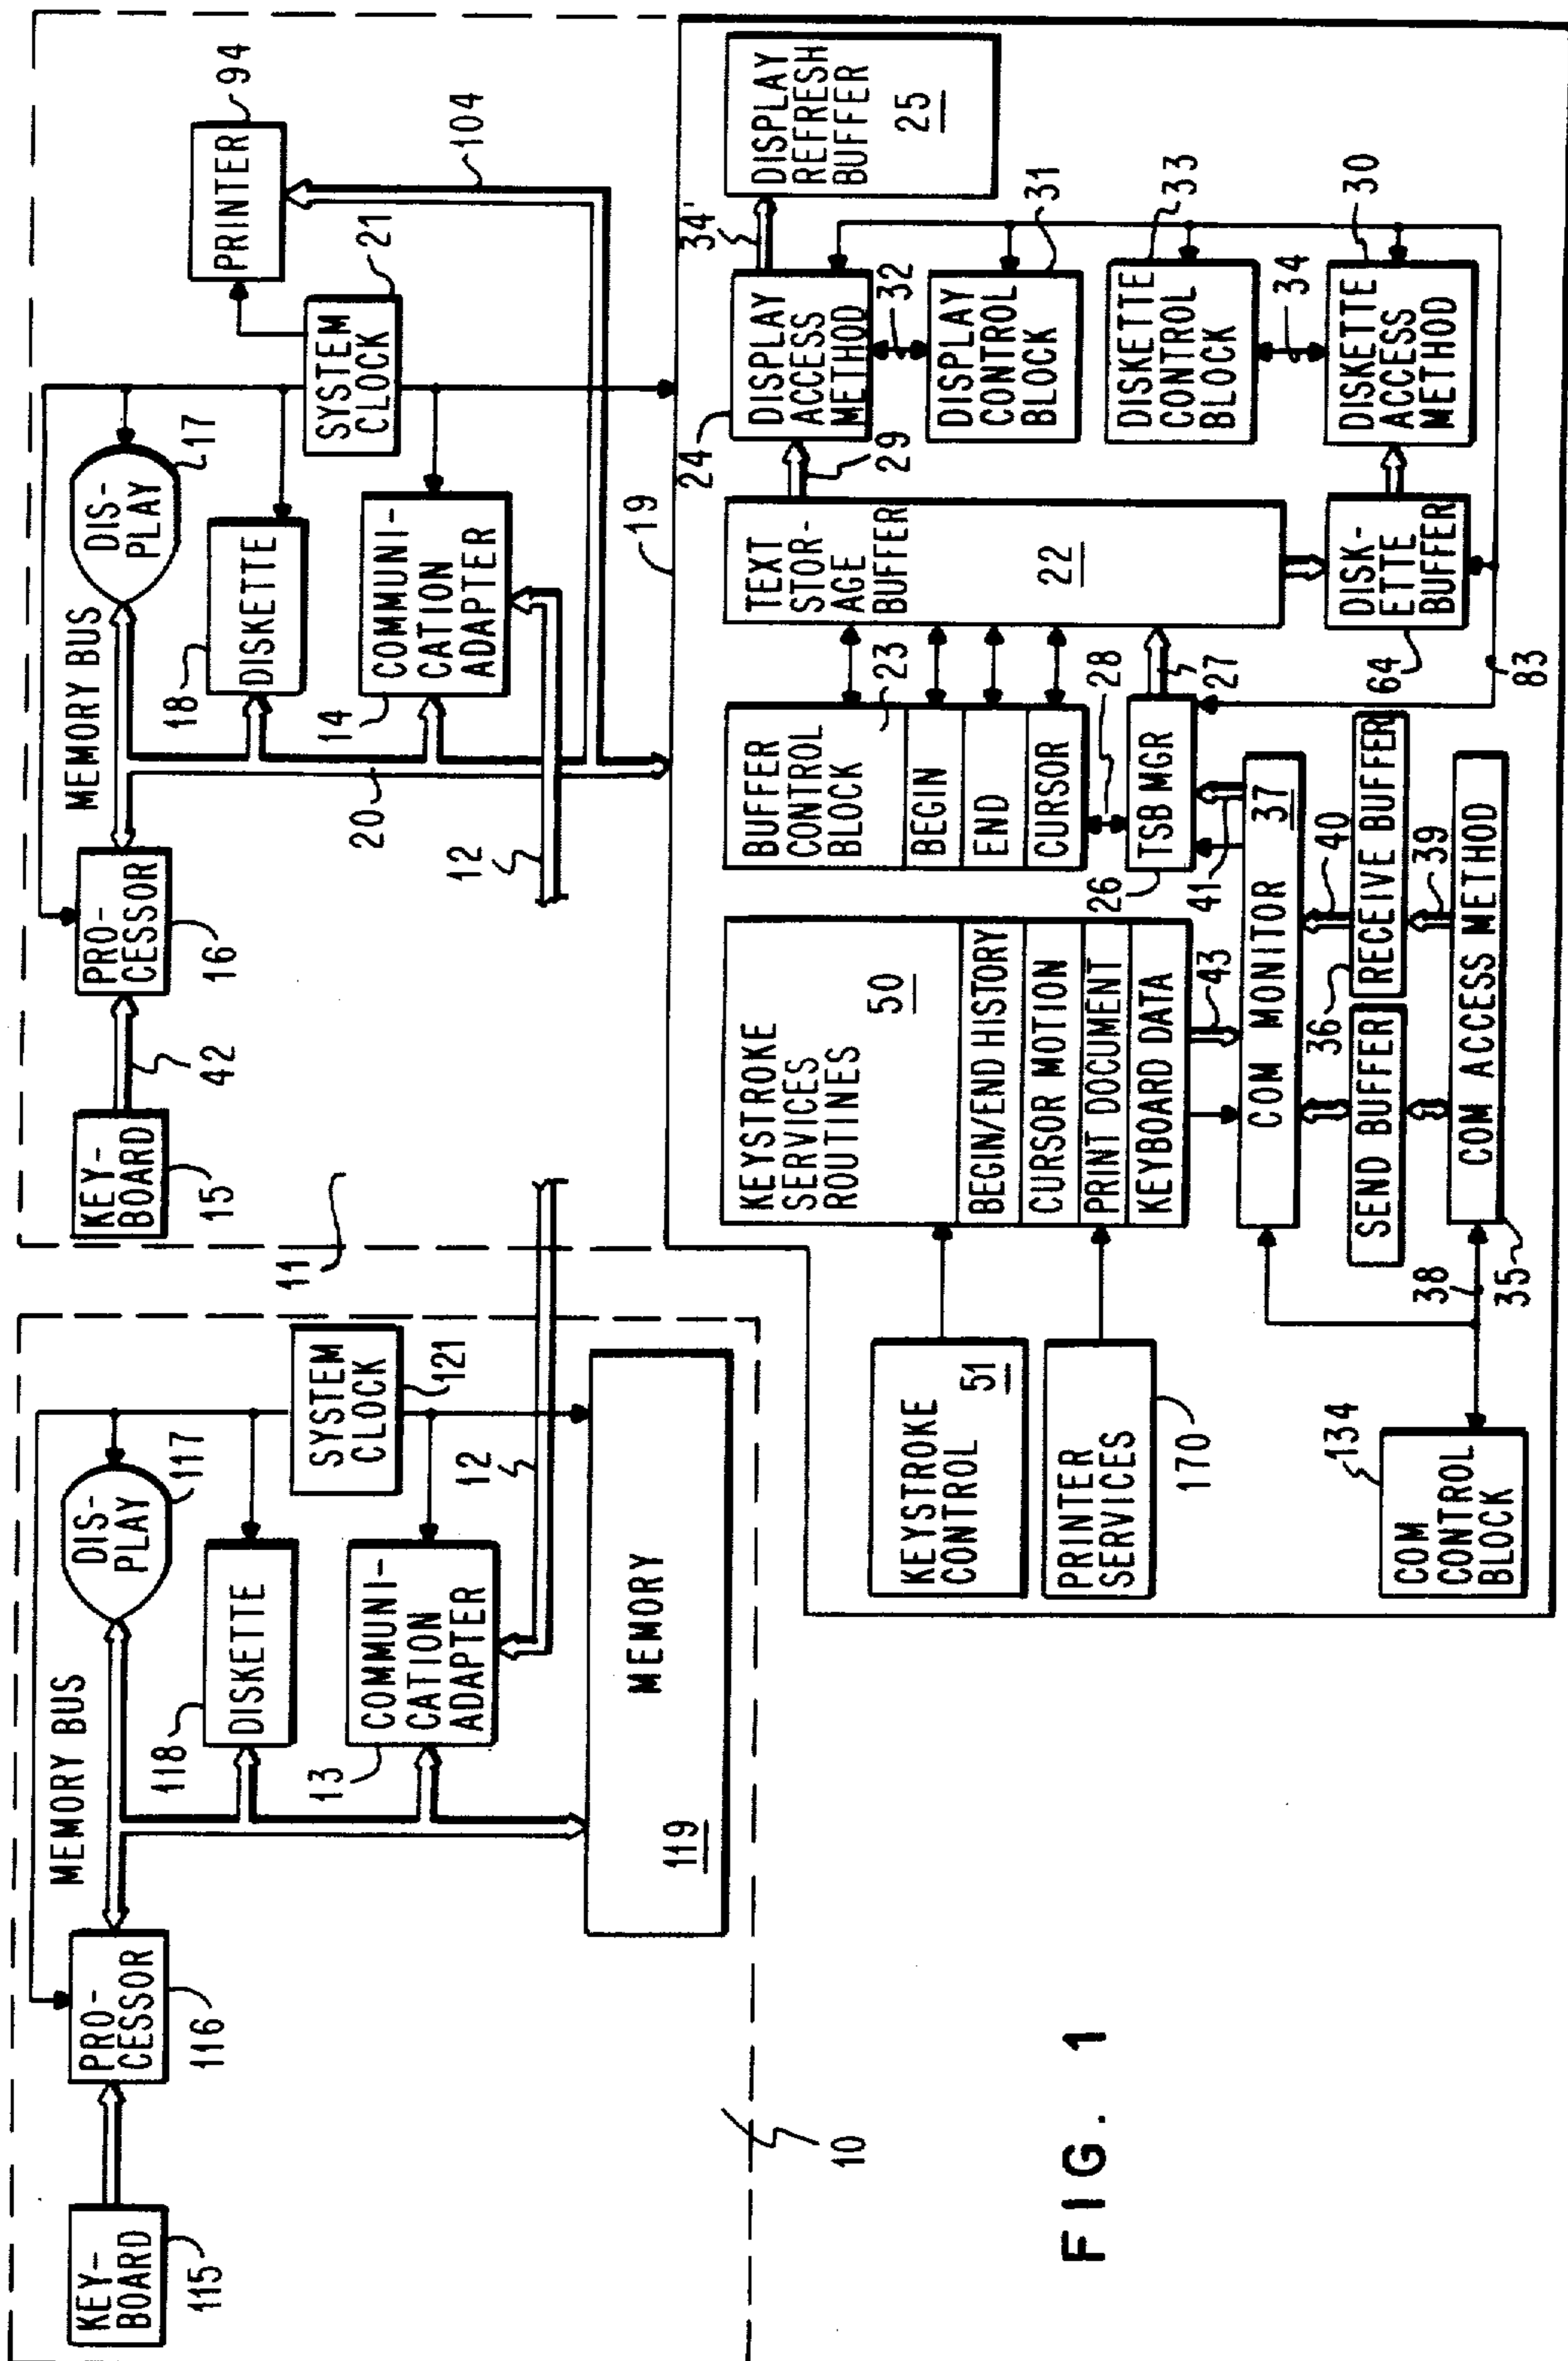 MEMORY BUS
KEY-
BOARD
115
PRO-
CESSOR
116
DIS-
PLAY
117
118
DISKETTE
SYSTEM
CLOCK
121
13
COMMUNI-
CATION
ADAPTER
12
119
MEMORY
10
11
MEMORY BUS
KEY-
BOARD
15
42
PRO-
CESSOR
16
DIS-
PLAY
17
18
DISKETTE
SYSTEM
CLOCK
21
PRINTER
94
104
14
COMMUNI-
CATION
ADAPTER
20
12
19
KEYSTROKE
CONTROL
51
PRINTER
SERVICES
170
134
COM
CONTROL
BLOCK
KEYSTROKE
SERVICES
ROUTINES
50
BEGIN/END HISTORY
CURSOR MOTION
PRINT DOCUMENT
KEYBOARD DATA
43
COM MONITOR
37
36
SEND BUFFER
RECEIVE BUFFER
40
39
COM ACCESS METHOD
38
35
BUFFER
CONTROL
BLOCK
23
BEGIN
END
CURSOR
28
26
TSB MGR
27
41
TEXT
STOR-
AGE
BUFFER
22
29
24
DISPLAY
ACCESS
METHOD
34'
DISPLAY
REFRESH
BUFFER
25
32
DISPLAY
CONTROL
BLOCK
31
DISKETTE
CONTROL
BLOCK
33
34
DISKETTE
ACCESS
METHOD
30
DISK-
ETTE
BUFFER
64
83
FIG. 1